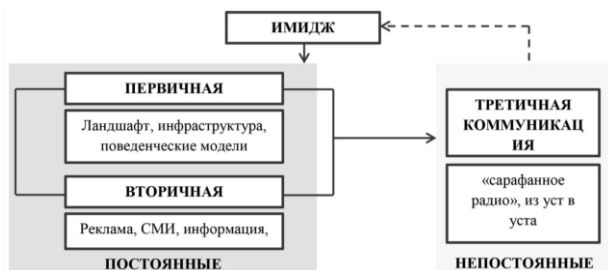 ИМИДЖ
ПЕРВИЧНАЯ
Ландшафт, инфраструктура,
поведенческие модели
ВТОРИЧНАЯ
Реклама, СМИ, информация,
ПОСТОЯННЫЕ
ТРЕТИЧНАЯ
КОММУНИКАЦ
ИЯ
«сарафанное
радио», из уст в
уста
НЕПОСТОЯННЫЕ